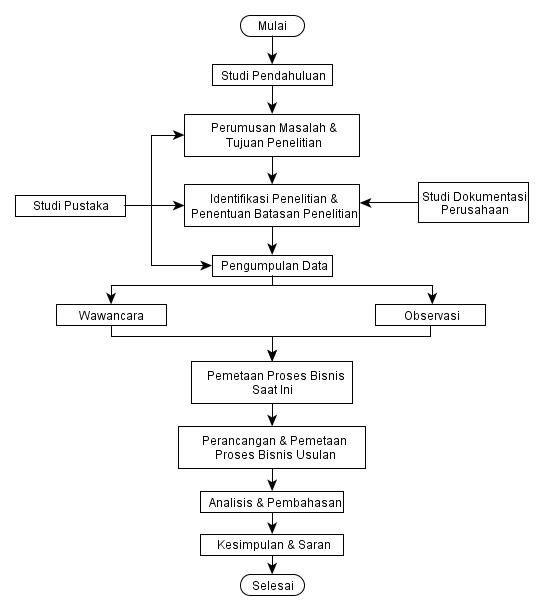 Mulai
Studi Pendahuluan
Perumusan Masalah &
Tujuan Penelitian
Studi Pustaka
Identifikasi Penelitian &
Penentuan Batasan Penelitian
Studi Dokumentasi
Perusahaan
Pengumpulan Data
Wawancara
Observasi
Pemetaan Proses Bisnis
Saat Ini
Perancangan & Pemetaan
Proses Bisnis Usulan
Analisis & Pembahasan
Kesimpulan & Saran
Selesai